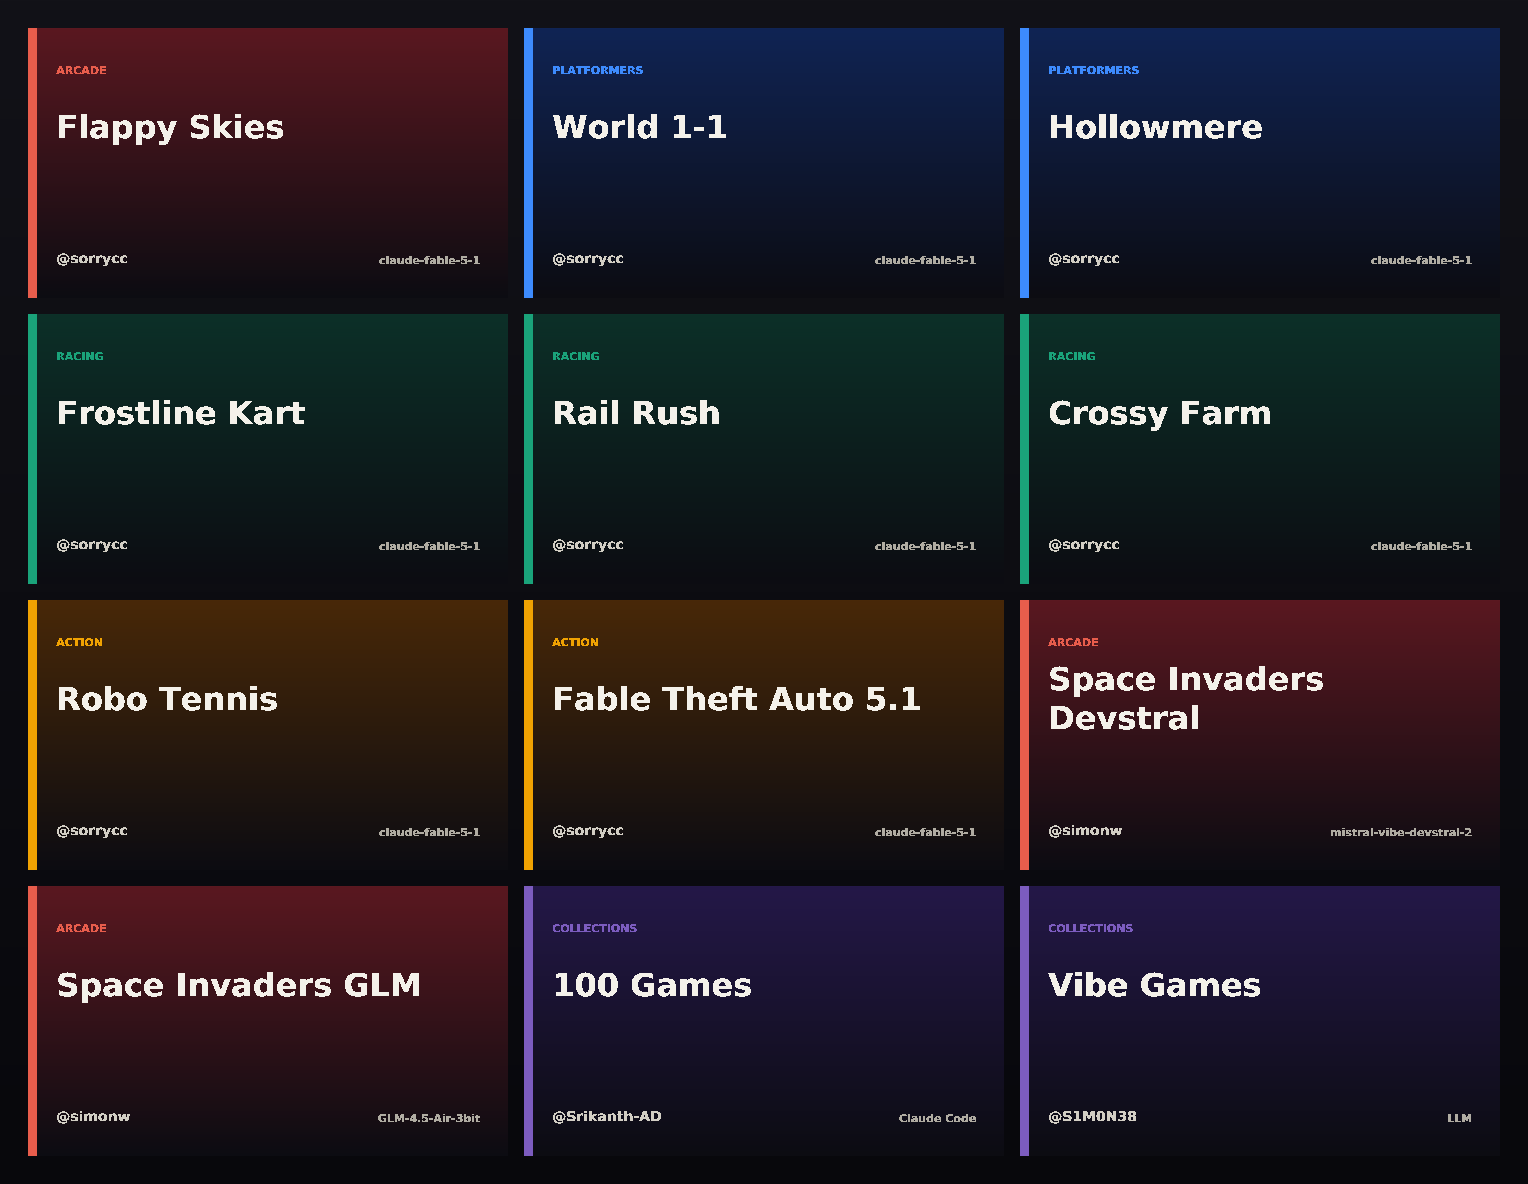 ARCADE
Flappy Skies
@sorrycc
claude-fable-5-1
PLATFORMERS
World 1-1
@sorrycc
claude-fable-5-1
PLATFORMERS
Hollowmere
@sorrycc
claude-fable-5-1
RACING
Frostline Kart
@sorrycc
claude-fable-5-1
RACING
Rail Rush
@sorrycc
claude-fable-5-1
RACING
Crossy Farm
@sorrycc
claude-fable-5-1
ACTION
Robo Tennis
@sorrycc
claude-fable-5-1
ACTION
Fable Theft Auto 5.1
@sorrycc
claude-fable-5-1
ARCADE
Space Invaders
Devstral
@simonw
mistral-vibe-devstral-2
ARCADE
Space Invaders GLM
@simonw
GLM-4.5-Air-3bit
COLLECTIONS
100 Games
@Srikanth-AD
Claude Code
COLLECTIONS
Vibe Games
@S1M0N38
LLM